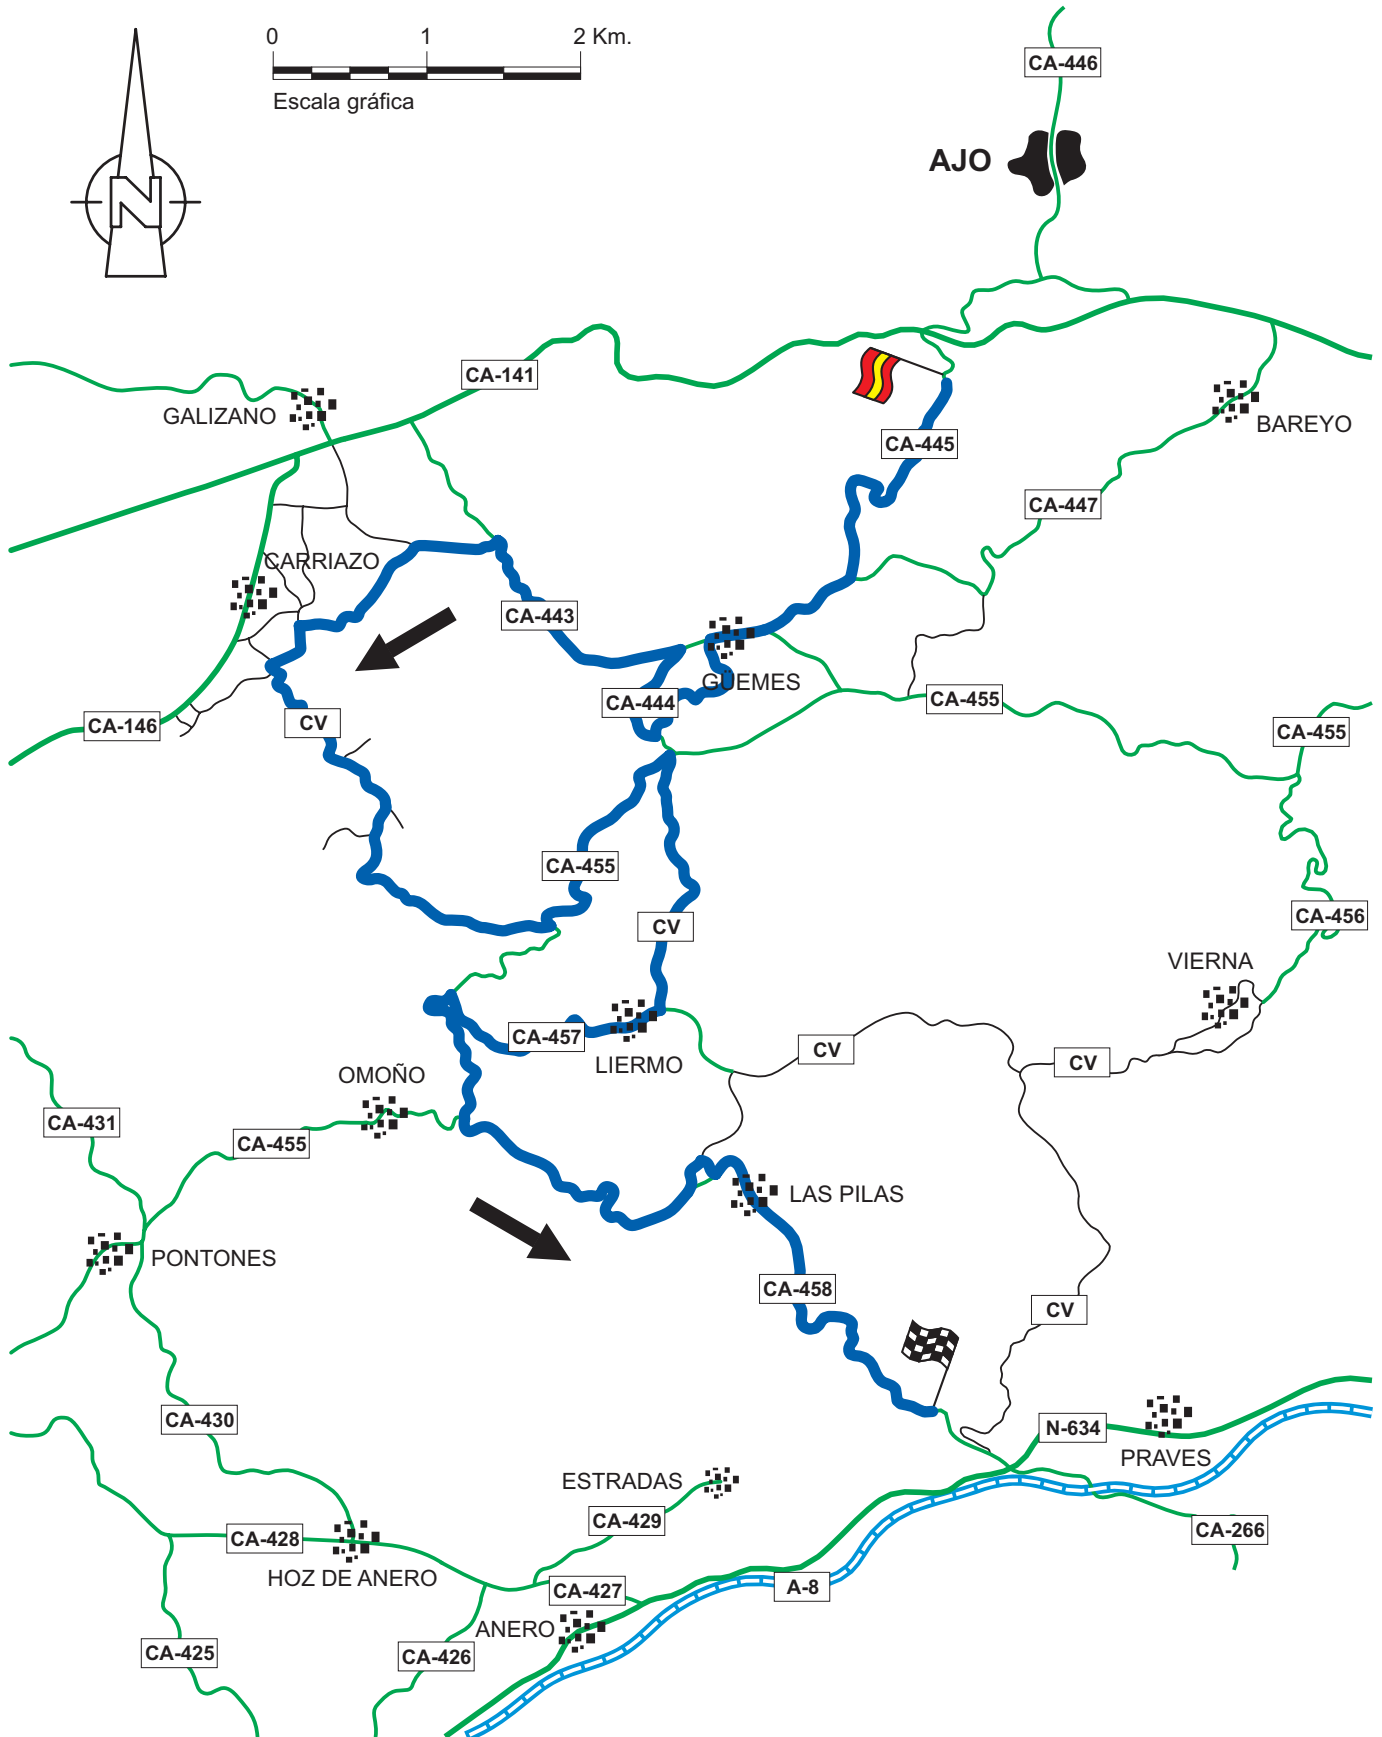 0 1 2 Km.
Escala gráfica
N
CA-446
AJO
CA-141
GALIZANO
BAREYO
CA-445
CA-447
CARRIAZO
CA-443
GÜEMES
CA-444
CA-455
CV
CA-146
CA-455
CA-455
CV
CA-456
VIERNA
CA-457
LIERMO
CV
CV
OMOÑO
CA-431
CA-455
LAS PILAS
PONTONES
CA-458
CV
CA-430
N-634
PRAVES
ESTRADAS
CA-429
CA-266
CA-428
HOZ DE ANERO
CA-427
A-8
ANERO
CA-425
CA-426